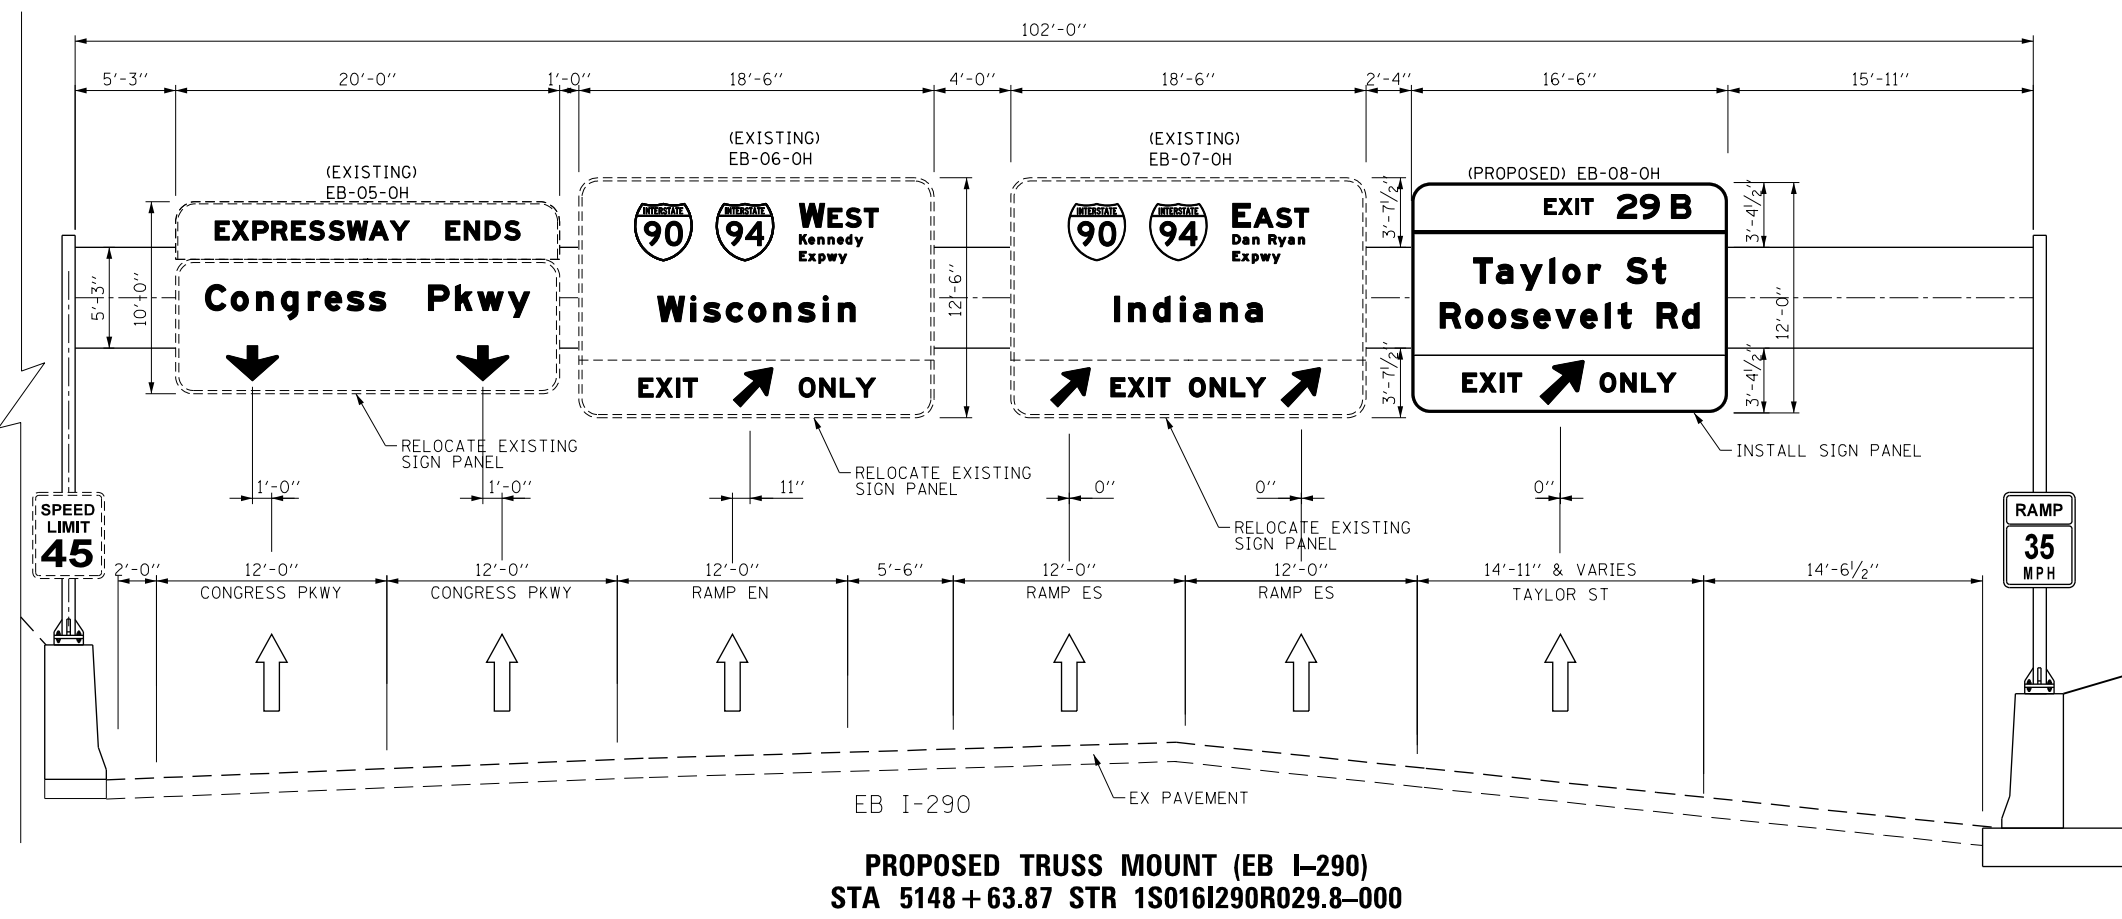 102'-0"
5'-3"
20'-0"
1'-0"
18'-6"
4'-0"
18'-6"
2'-4"
16'-6"
15'-11"
(EXISTING)
EB-05-OH
(EXISTING)
EB-06-OH
(EXISTING)
EB-07-OH
(PROPOSED) EB-08-OH
EXPRESSWAY ENDS
Congress Pkwy
INTERSTATE
90
INTERSTATE
94
WEST
Kennedy
Expwy
Wisconsin
EXIT ONLY
INTERSTATE
90
INTERSTATE
94
EAST
Dan Ryan
Expwy
Indiana
EXIT ONLY
EXIT 29 B
Taylor St
Roosevelt Rd
EXIT ONLY
5'-3"
10'-0"
12'-6"
3'-7½"
3'-7½"
3'-4½"
3'-4½"
12'-0"
RELOCATE EXISTING
SIGN PANEL
RELOCATE EXISTING
SIGN PANEL
RELOCATE EXISTING
SIGN PANEL
INSTALL SIGN PANEL
1'-0"
1'-0"
11"
0"
0"
0"
SPEED
LIMIT
45
RAMP
35
MPH
2'-0"
12'-0"
12'-0"
12'-0"
5'-6"
12'-0"
12'-0"
14'-11" & VARIES
14'-6½"
CONGRESS PKWY
CONGRESS PKWY
RAMP EN
RAMP ES
RAMP ES
TAYLOR ST
EB I-290
EX PAVEMENT
PROPOSED TRUSS MOUNT (EB I-290)
STA 5148+63.87 STR 1S016I290R029.8-000